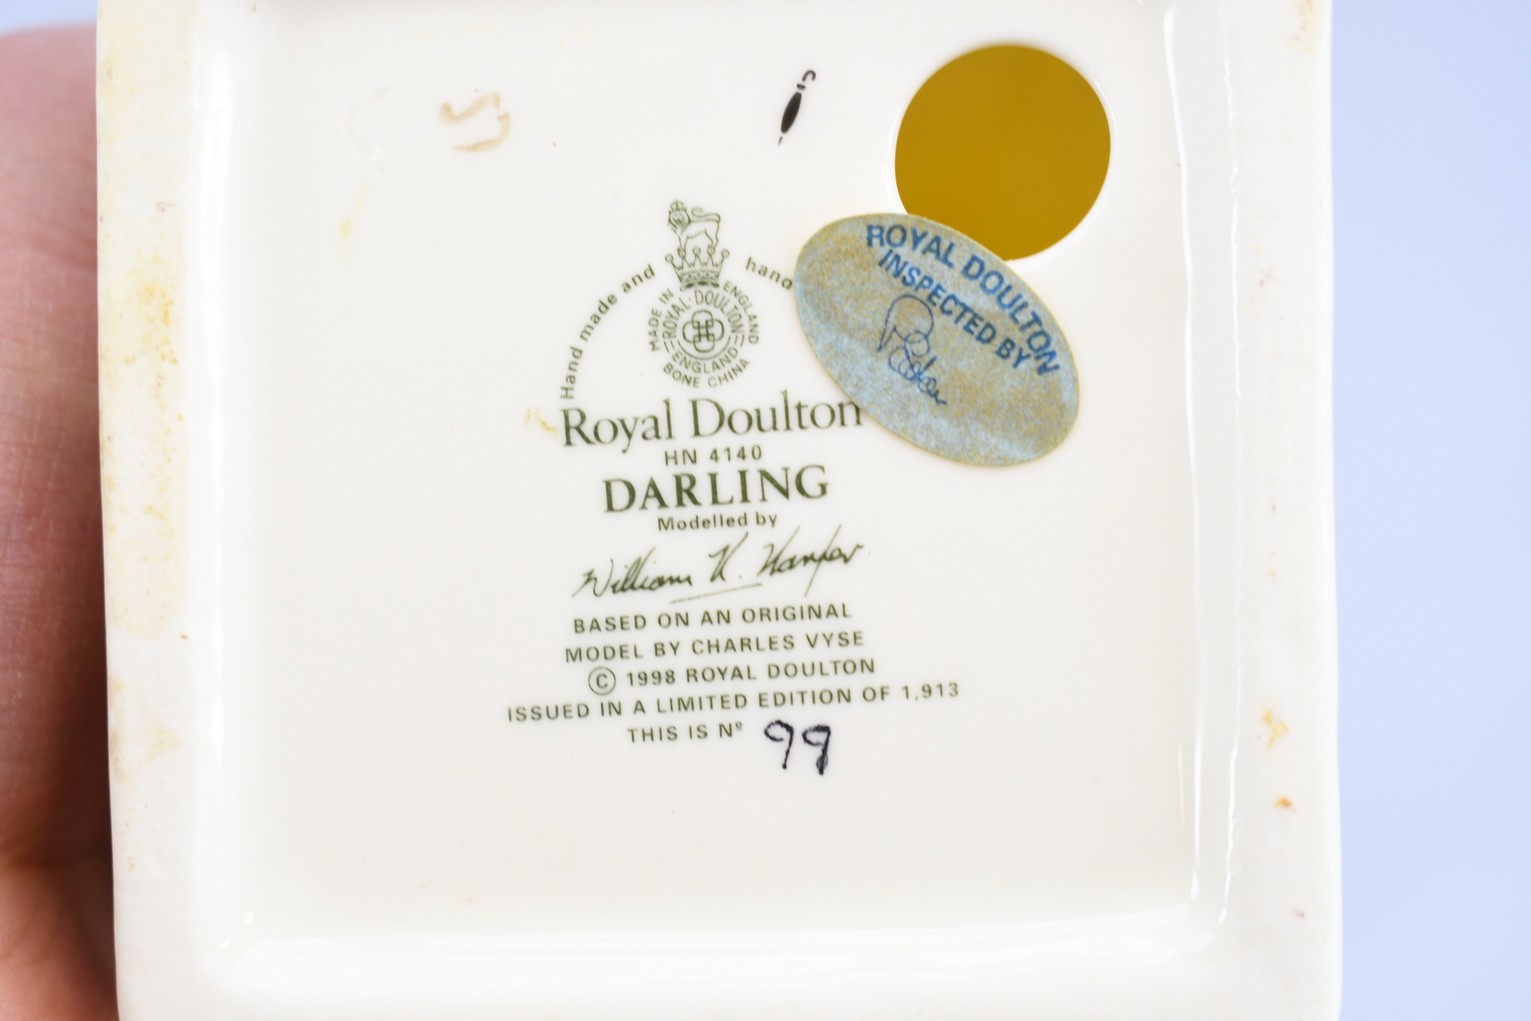 Hand made and hand
MADE IN ENGLAND
ROYAL·DOULTON
ENGLAND
BONE CHINA
ROYAL DOULTON
INSPECTED BY
Royal Doulton
HN 4140
DARLING
Modelled by
William K. Harper
BASED ON AN ORIGINAL
MODEL BY CHARLES VYSE
© 1998 ROYAL DOULTON
ISSUED IN A LIMITED EDITION OF 1,913
THIS IS Nº 99